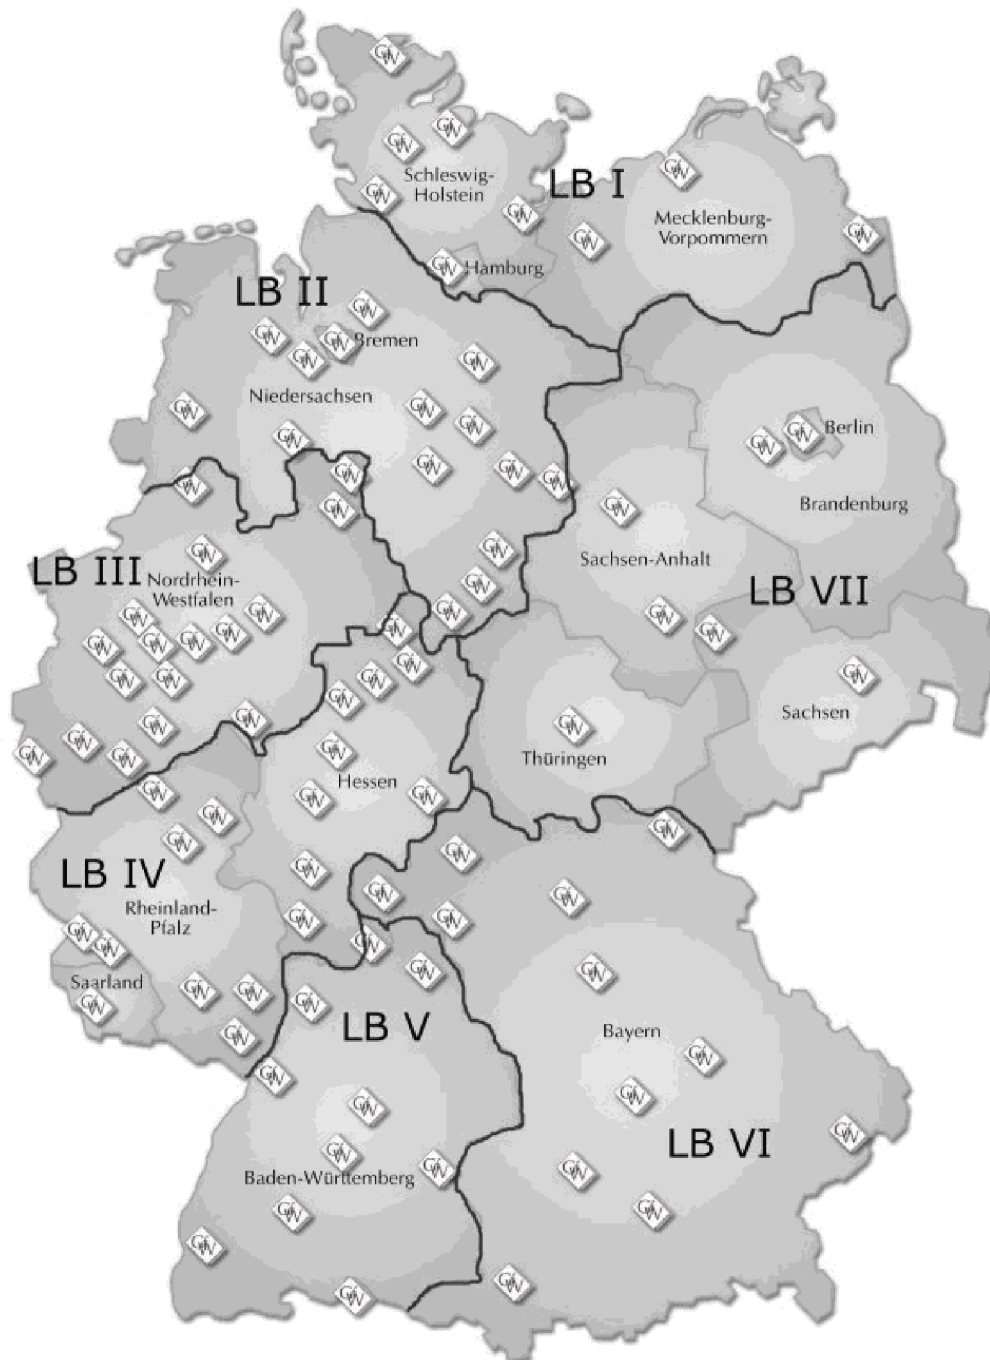 Schleswig-
Holstein
LB I
Mecklenburg-
Vorpommern
Hamburg
LB II
Bremen
Niedersachsen
Berlin
Brandenburg
Sachsen-Anhalt
LB III
Nordrhein-
Westfalen
LB VII
Sachsen
Thüringen
Hessen
LB IV
Rheinland-
Pfalz
Saarland
LB V
Bayern
LB VI
Baden-Württemberg